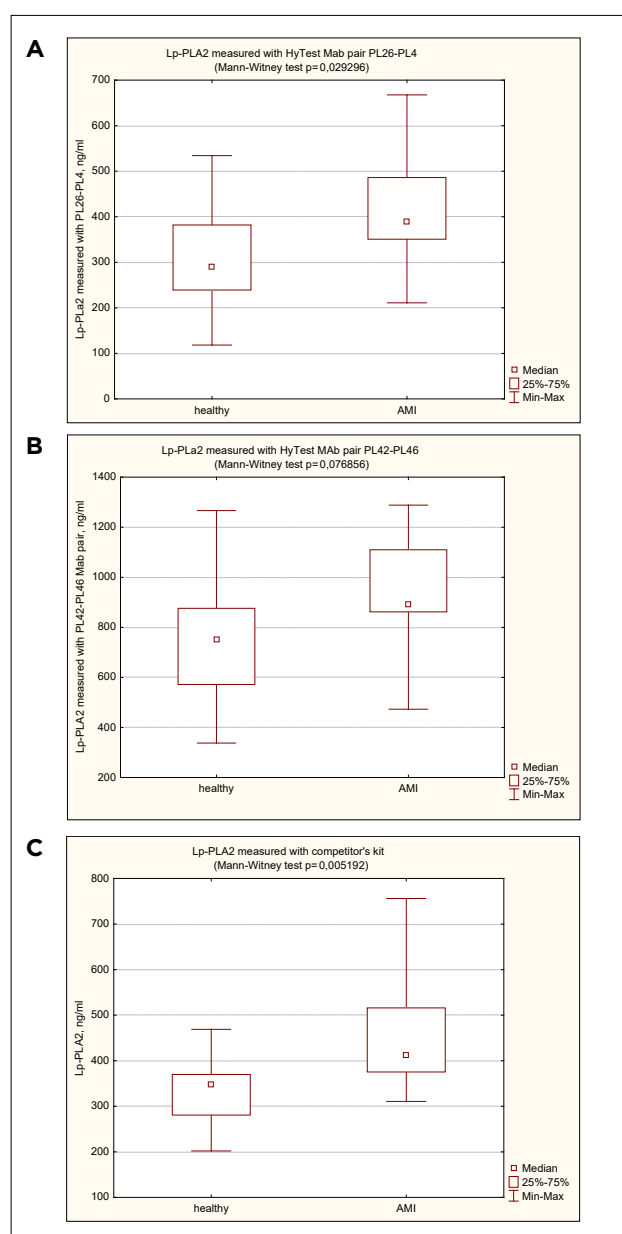 A
Lp-PLA2 measured with HyTest Mab pair PL26-PL4
(Mann-Witney test p=0,029296)
Lp-PLa2 measured with PL26-PL4, ng/ml
700
600
500
400
300
200
100
0
healthy AMI
Median
25%-75%
Min-Max
B
Lp-PLa2 measured with HyTest MAb pair PL42-PL46
(Mann-Witney test p=0,076856)
Lp-PLA2 measured with PL42-PL46 Mab pair, ng/ml
1400
1200
1000
800
600
400
200
healthy AMI
Median
25%-75%
Min-Max
C
Lp-PLA2 measured with competitor's kit
(Mann-Witney test p=0,005192)
Lp-PLA2, ng/ml
800
700
600
500
400
300
200
100
healthy AMI
Median
25%-75%
Min-Max